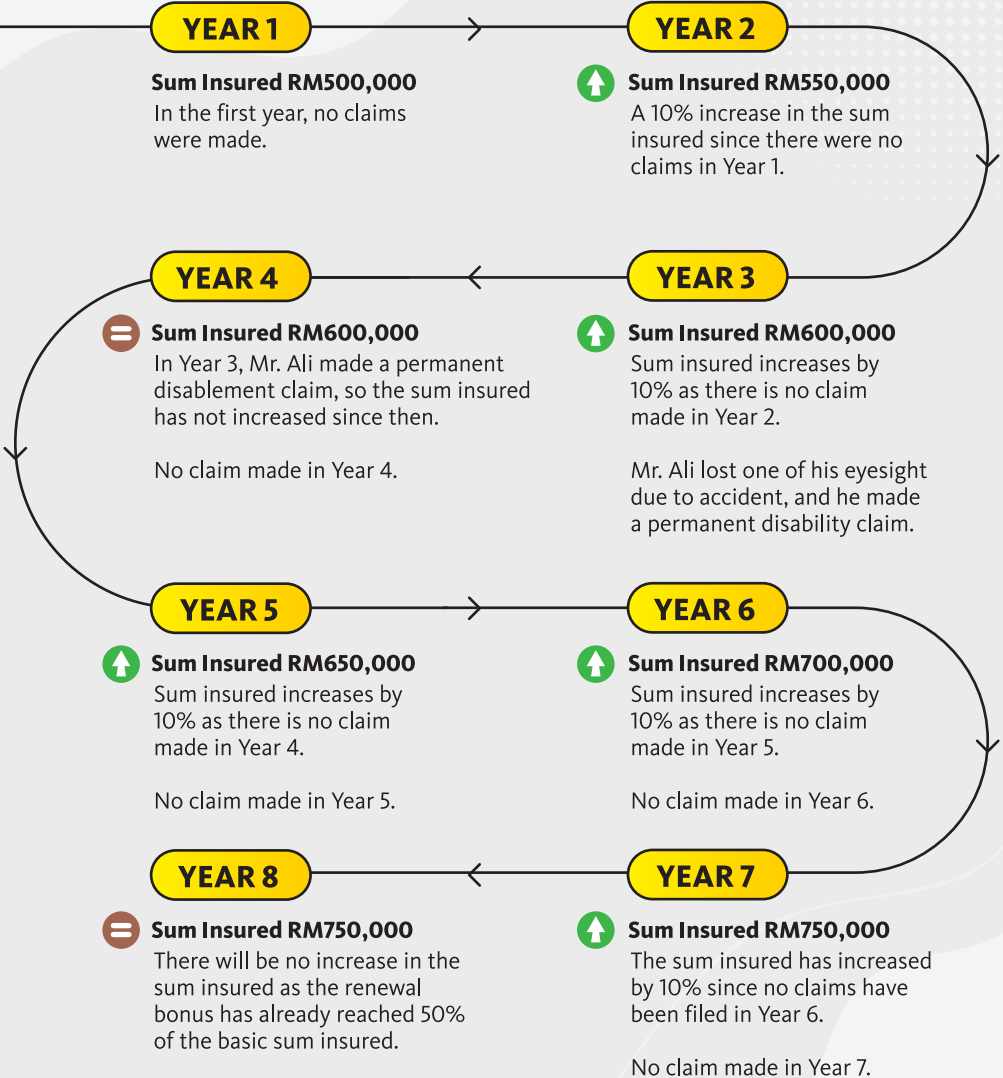 YEAR 1
Sum Insured RM500,000
In the first year, no claims
were made.
YEAR 2
Sum Insured RM550,000
A 10% increase in the sum
insured since there were no
claims in Year 1.
YEAR 3
Sum Insured RM600,000
Sum insured increases by
10% as there is no claim
made in Year 2.
Mr. Ali lost one of his eyesight
due to accident, and he made
a permanent disability claim.
YEAR 4
Sum Insured RM600,000
In Year 3, Mr. Ali made a permanent
disablement claim, so the sum insured
has not increased since then.
No claim made in Year 4.
YEAR 5
Sum Insured RM650,000
Sum insured increases by
10% as there is no claim
made in Year 4.
No claim made in Year 5.
YEAR 6
Sum Insured RM700,000
Sum insured increases by
10% as there is no claim
made in Year 5.
No claim made in Year 6.
YEAR 7
Sum Insured RM750,000
The sum insured has increased
by 10% since no claims have
been filed in Year 6.
No claim made in Year 7.
YEAR 8
Sum Insured RM750,000
There will be no increase in the
sum insured as the renewal
bonus has already reached 50%
of the basic sum insured.